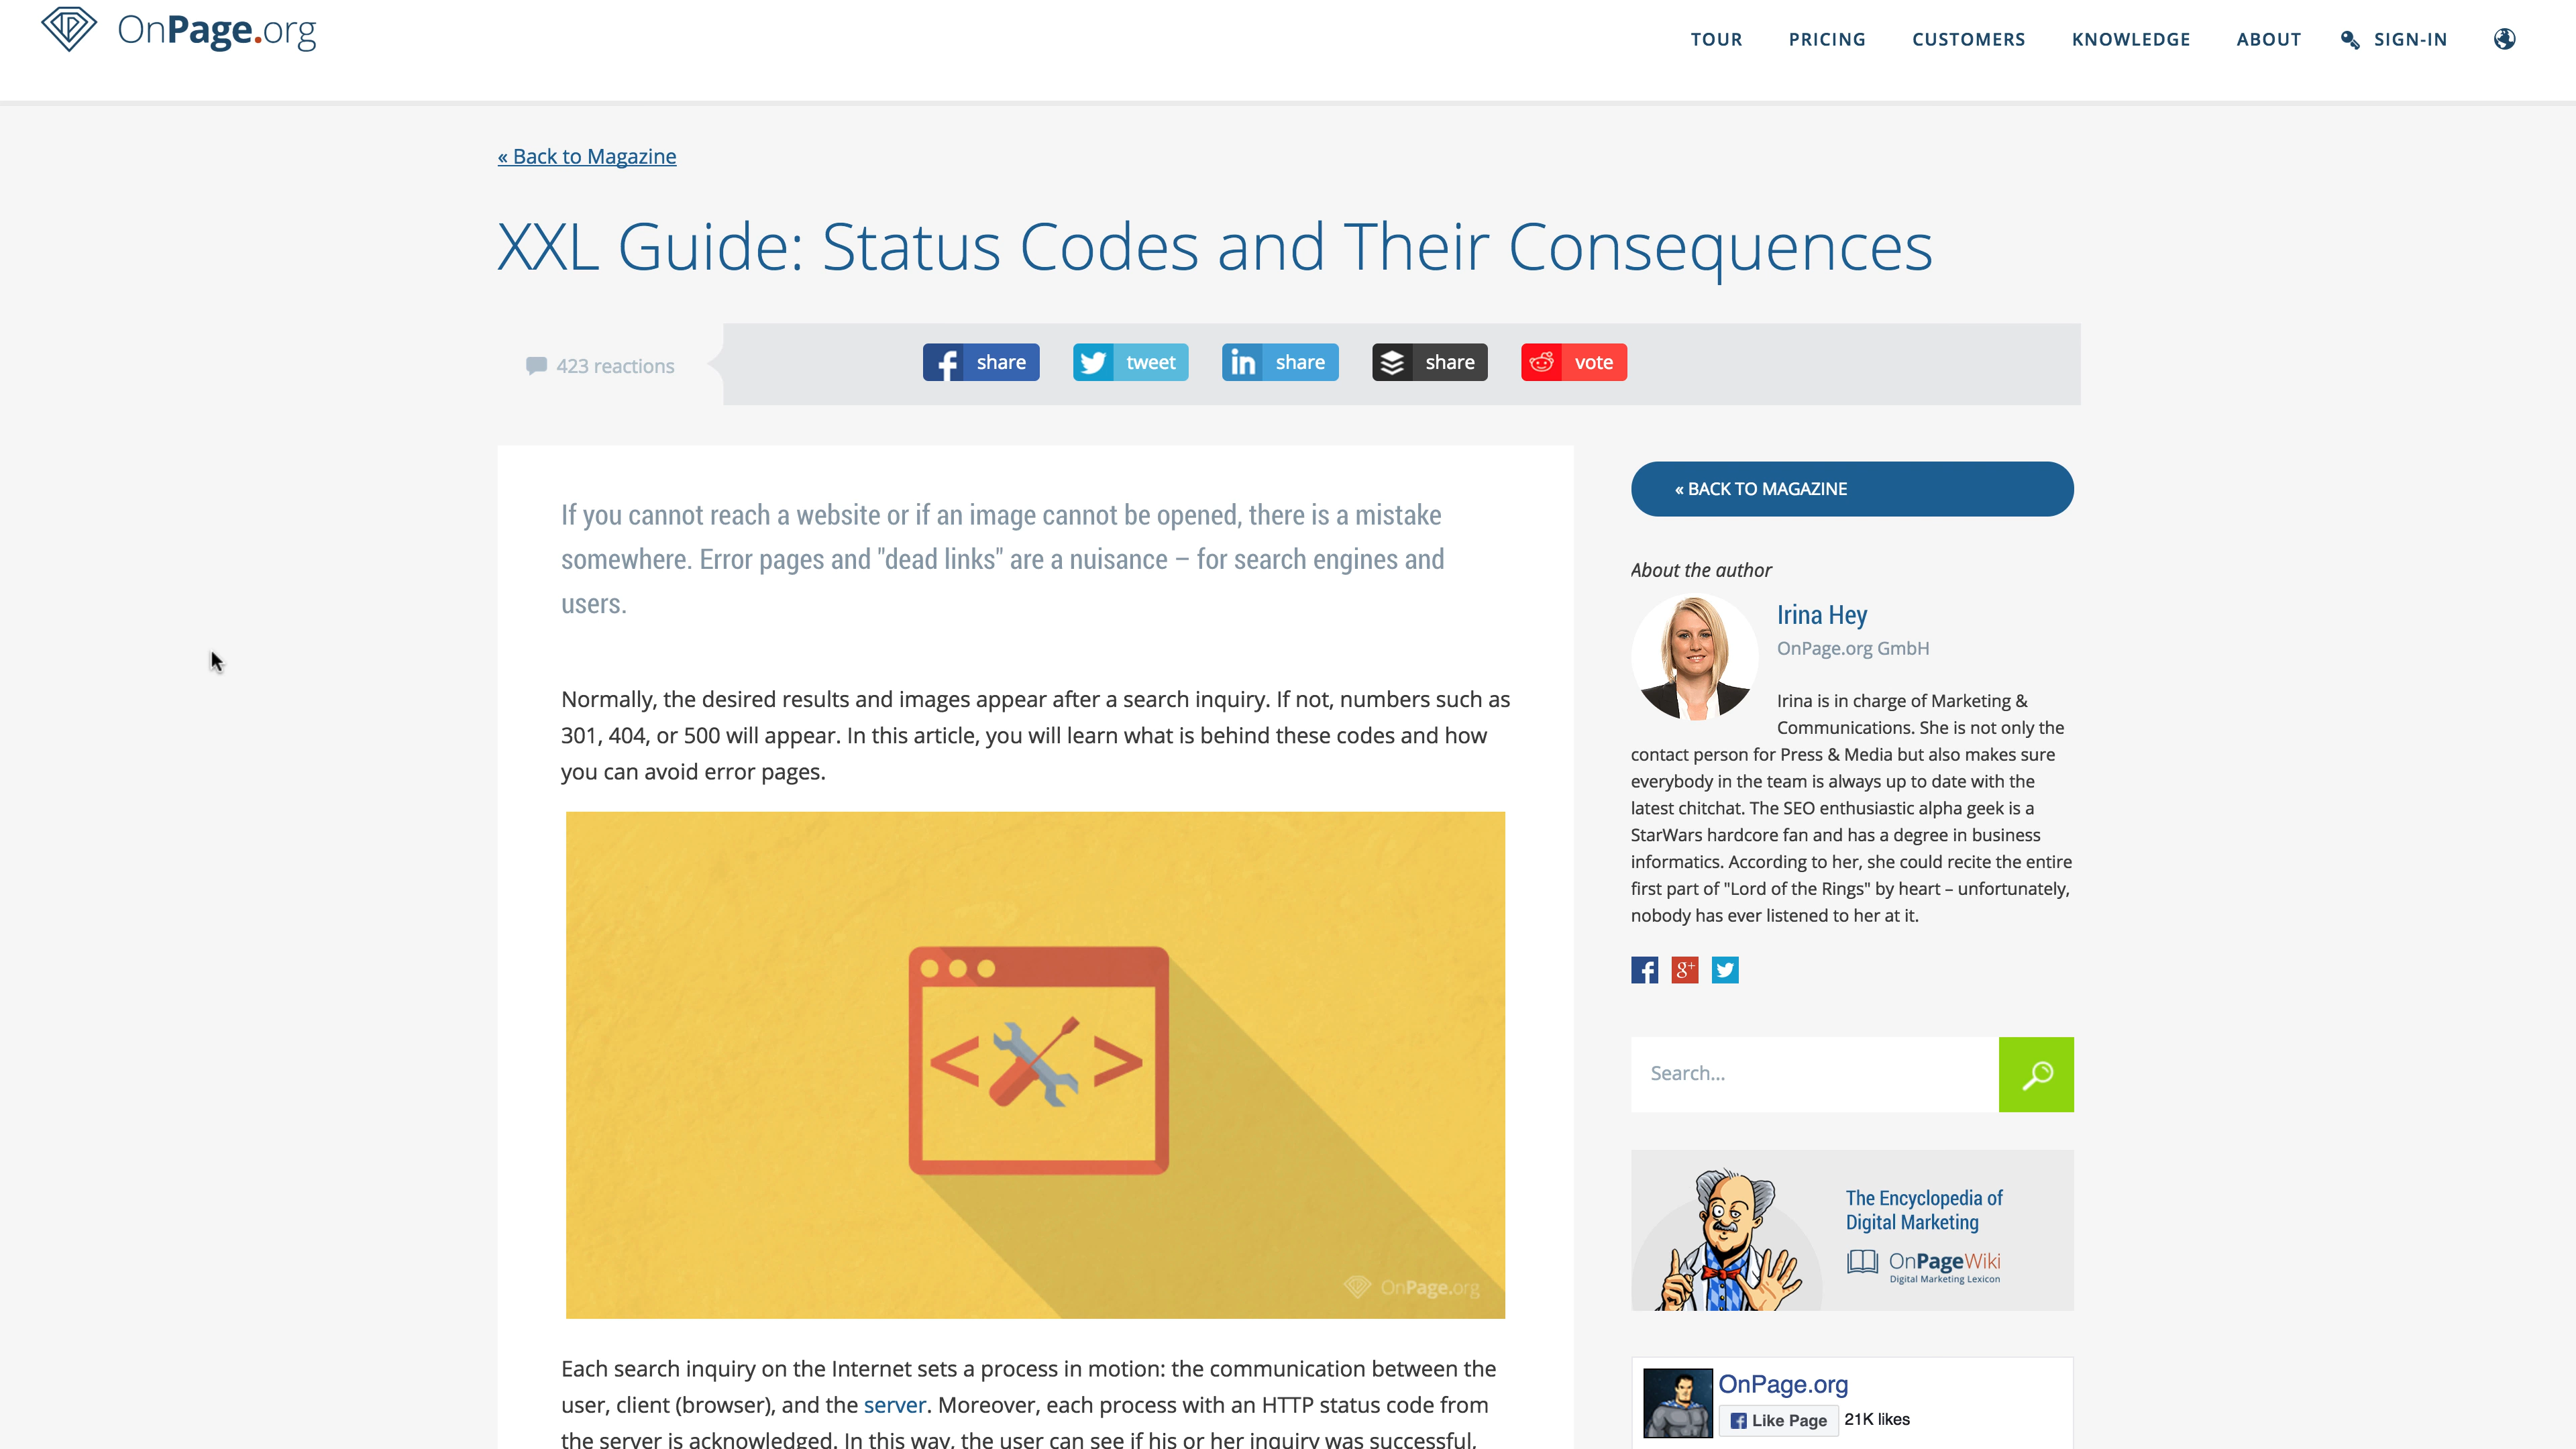 OnPage.org
TOUR PRICING CUSTOMERS KNOWLEDGE ABOUT SIGN-IN
« Back to Magazine
XXL Guide: Status Codes and Their Consequences
423 reactions
share tweet share share vote
If you cannot reach a website or if an image cannot be opened, there is a mistake
somewhere. Error pages and "dead links" are a nuisance – for search engines and
users.
Normally, the desired results and images appear after a search inquiry. If not, numbers such as
301, 404, or 500 will appear. In this article, you will learn what is behind these codes and how
you can avoid error pages.
OnPage.org
Each search inquiry on the Internet sets a process in motion: the communication between the
user, client (browser), and the server. Moreover, each process with an HTTP status code from
the server is acknowledged. In this way, the user can see if his or her inquiry was successful,
« BACK TO MAGAZINE
About the author
Irina Hey
OnPage.org GmbH
Irina is in charge of Marketing &
Communications. She is not only the
contact person for Press & Media but also makes sure
everybody in the team is always up to date with the
latest chitchat. The SEO enthusiastic alpha geek is a
StarWars hardcore fan and has a degree in business
informatics. According to her, she could recite the entire
first part of "Lord of the Rings" by heart – unfortunately,
nobody has ever listened to her at it.
Search...
The Encyclopedia of
Digital Marketing
OnPageWiki
Digital Marketing Lexicon
OnPage.org
Like Page 21K likes